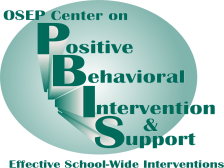 OSEP Center on
Positive
Behavioral
Intervention
&
Support
Effective School-Wide Interventions